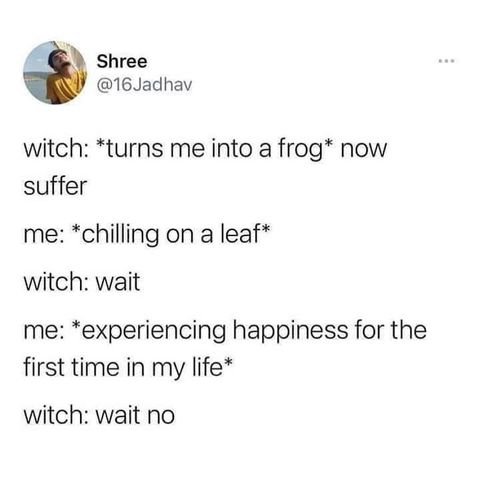 Shree
@16Jadhav
witch: *turns me into a frog* now
suffer
me: *chilling on a leaf*
witch: wait
me: *experiencing happiness for the
first time in my life*
witch: wait no